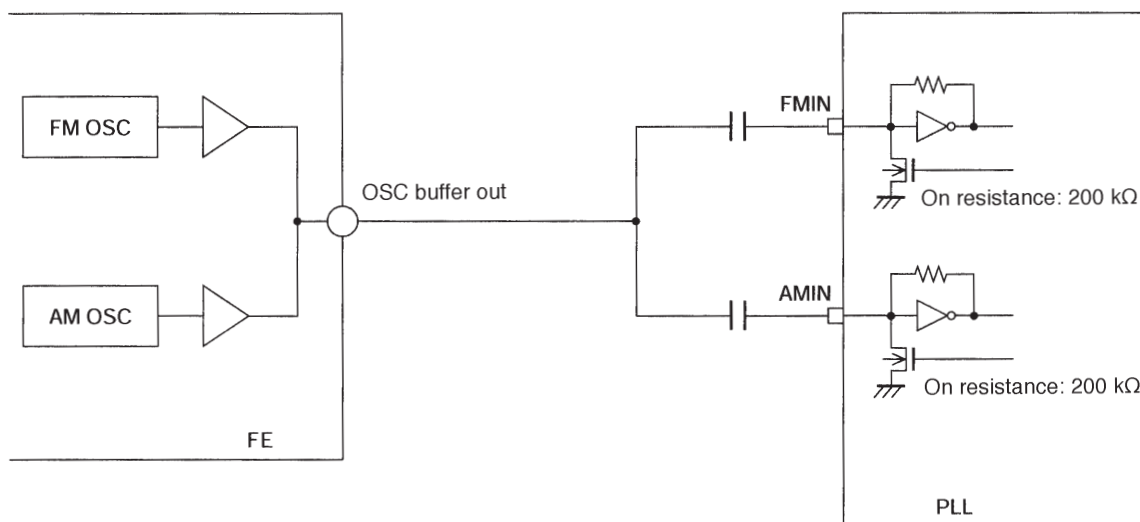 FM OSC
FMIN
OSC buffer out
On resistance: 200 kΩ
AM OSC
AMIN
On resistance: 200 kΩ
FE
PLL